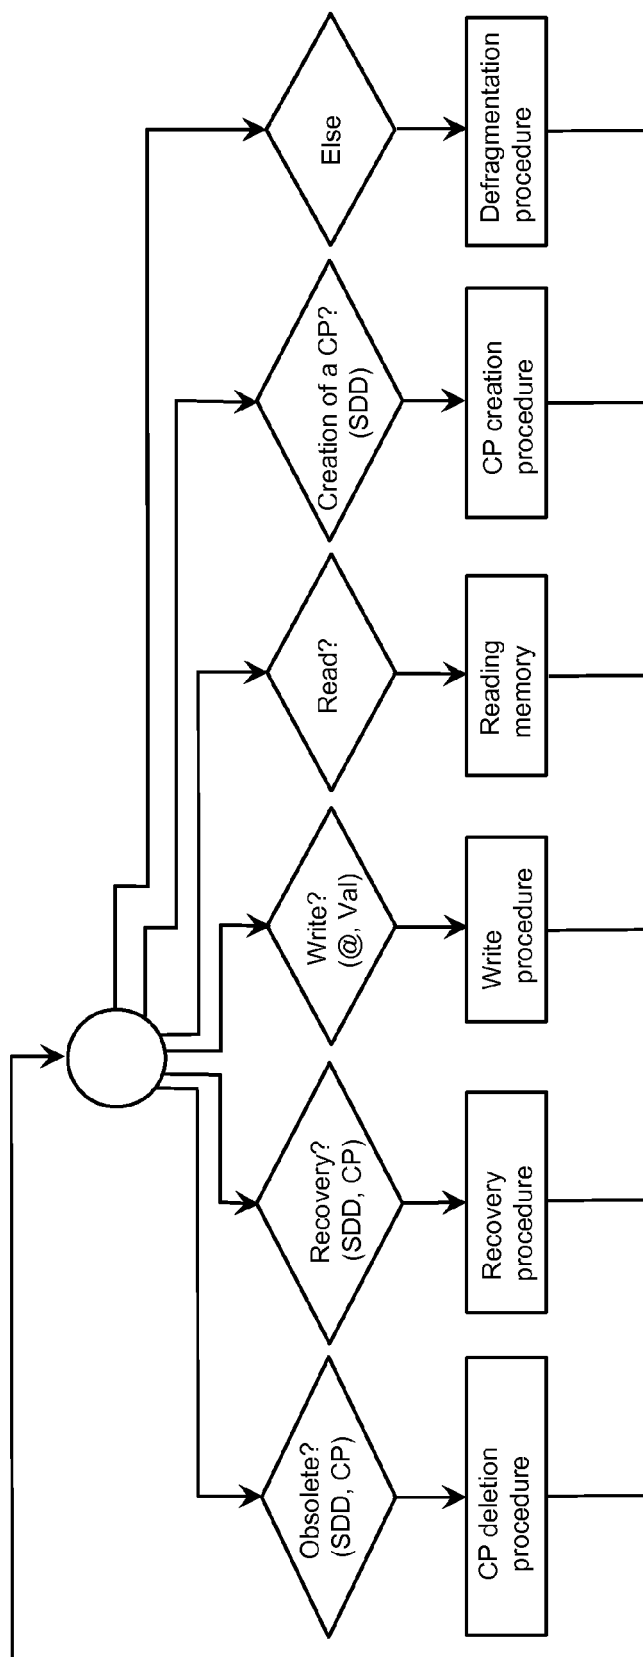 Obsolete?
(SDD, CP)
Recovery?
(SDD, CP)
Write?
(@, Val)
Read?
Creation of a CP?
(SDD)
Else
CP deletion
procedure
Recovery
procedure
Write
procedure
Reading
memory
CP creation
procedure
Defragmentation
procedure